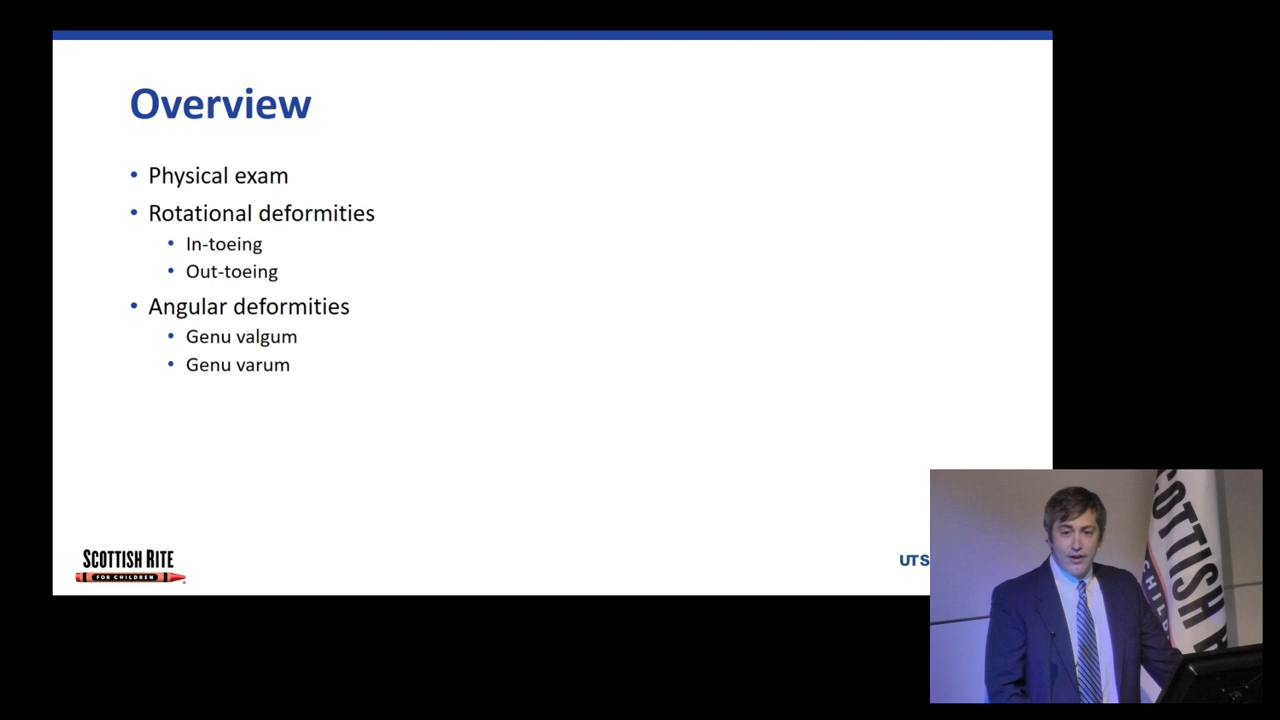 Overview
• Physical exam
• Rotational deformities
• In-toeing
• Out-toeing
• Angular deformities
• Genu valgum
• Genu varum
SCOTTISH RITE
FOR CHILDREN
UTS